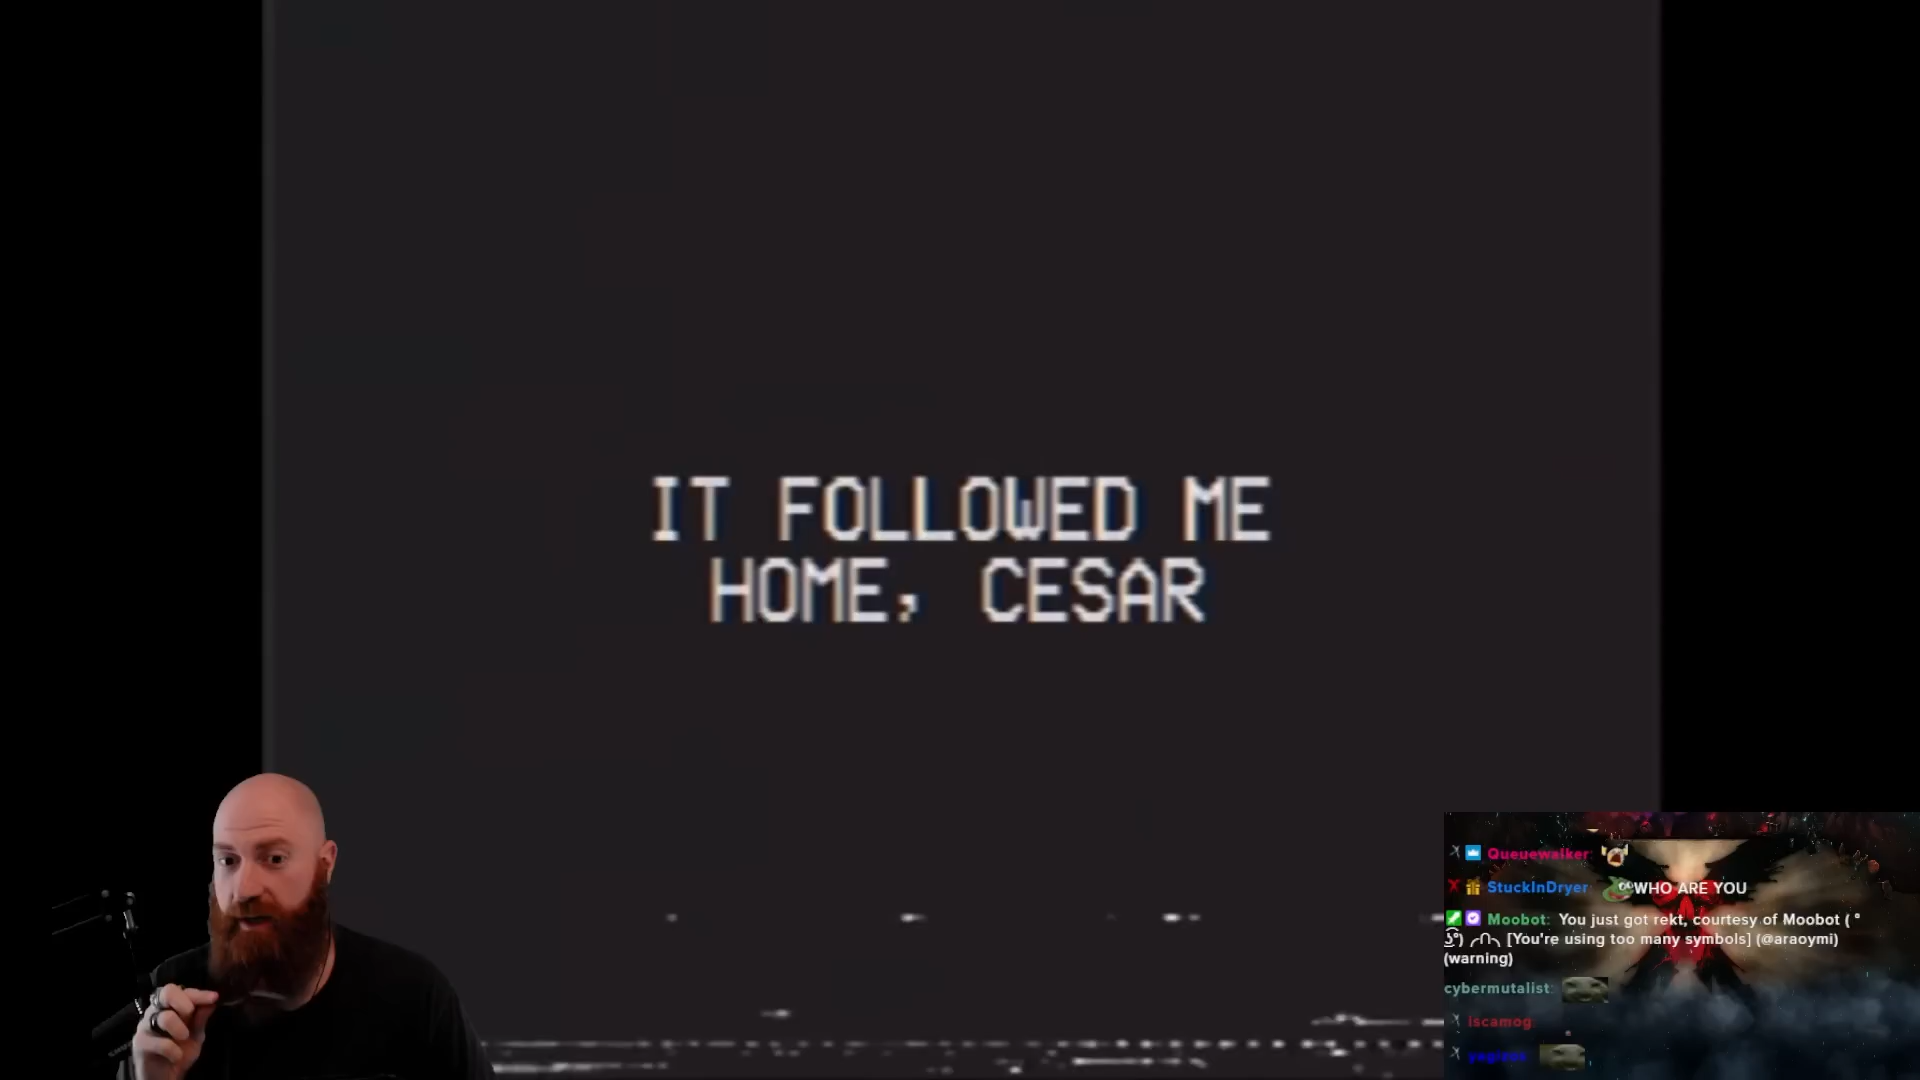 IT FOLLOWED ME
HOME, CESAR
Queuewalker:
StuckInDryer: WHO ARE YOU
Moobot: You just got rekt, courtesy of Moobot ( °
͜ʖ͡°) ╭∩╮ [You're using too many symbols] (@araoymi)
(warning)
cybermutalist:
iscamog: